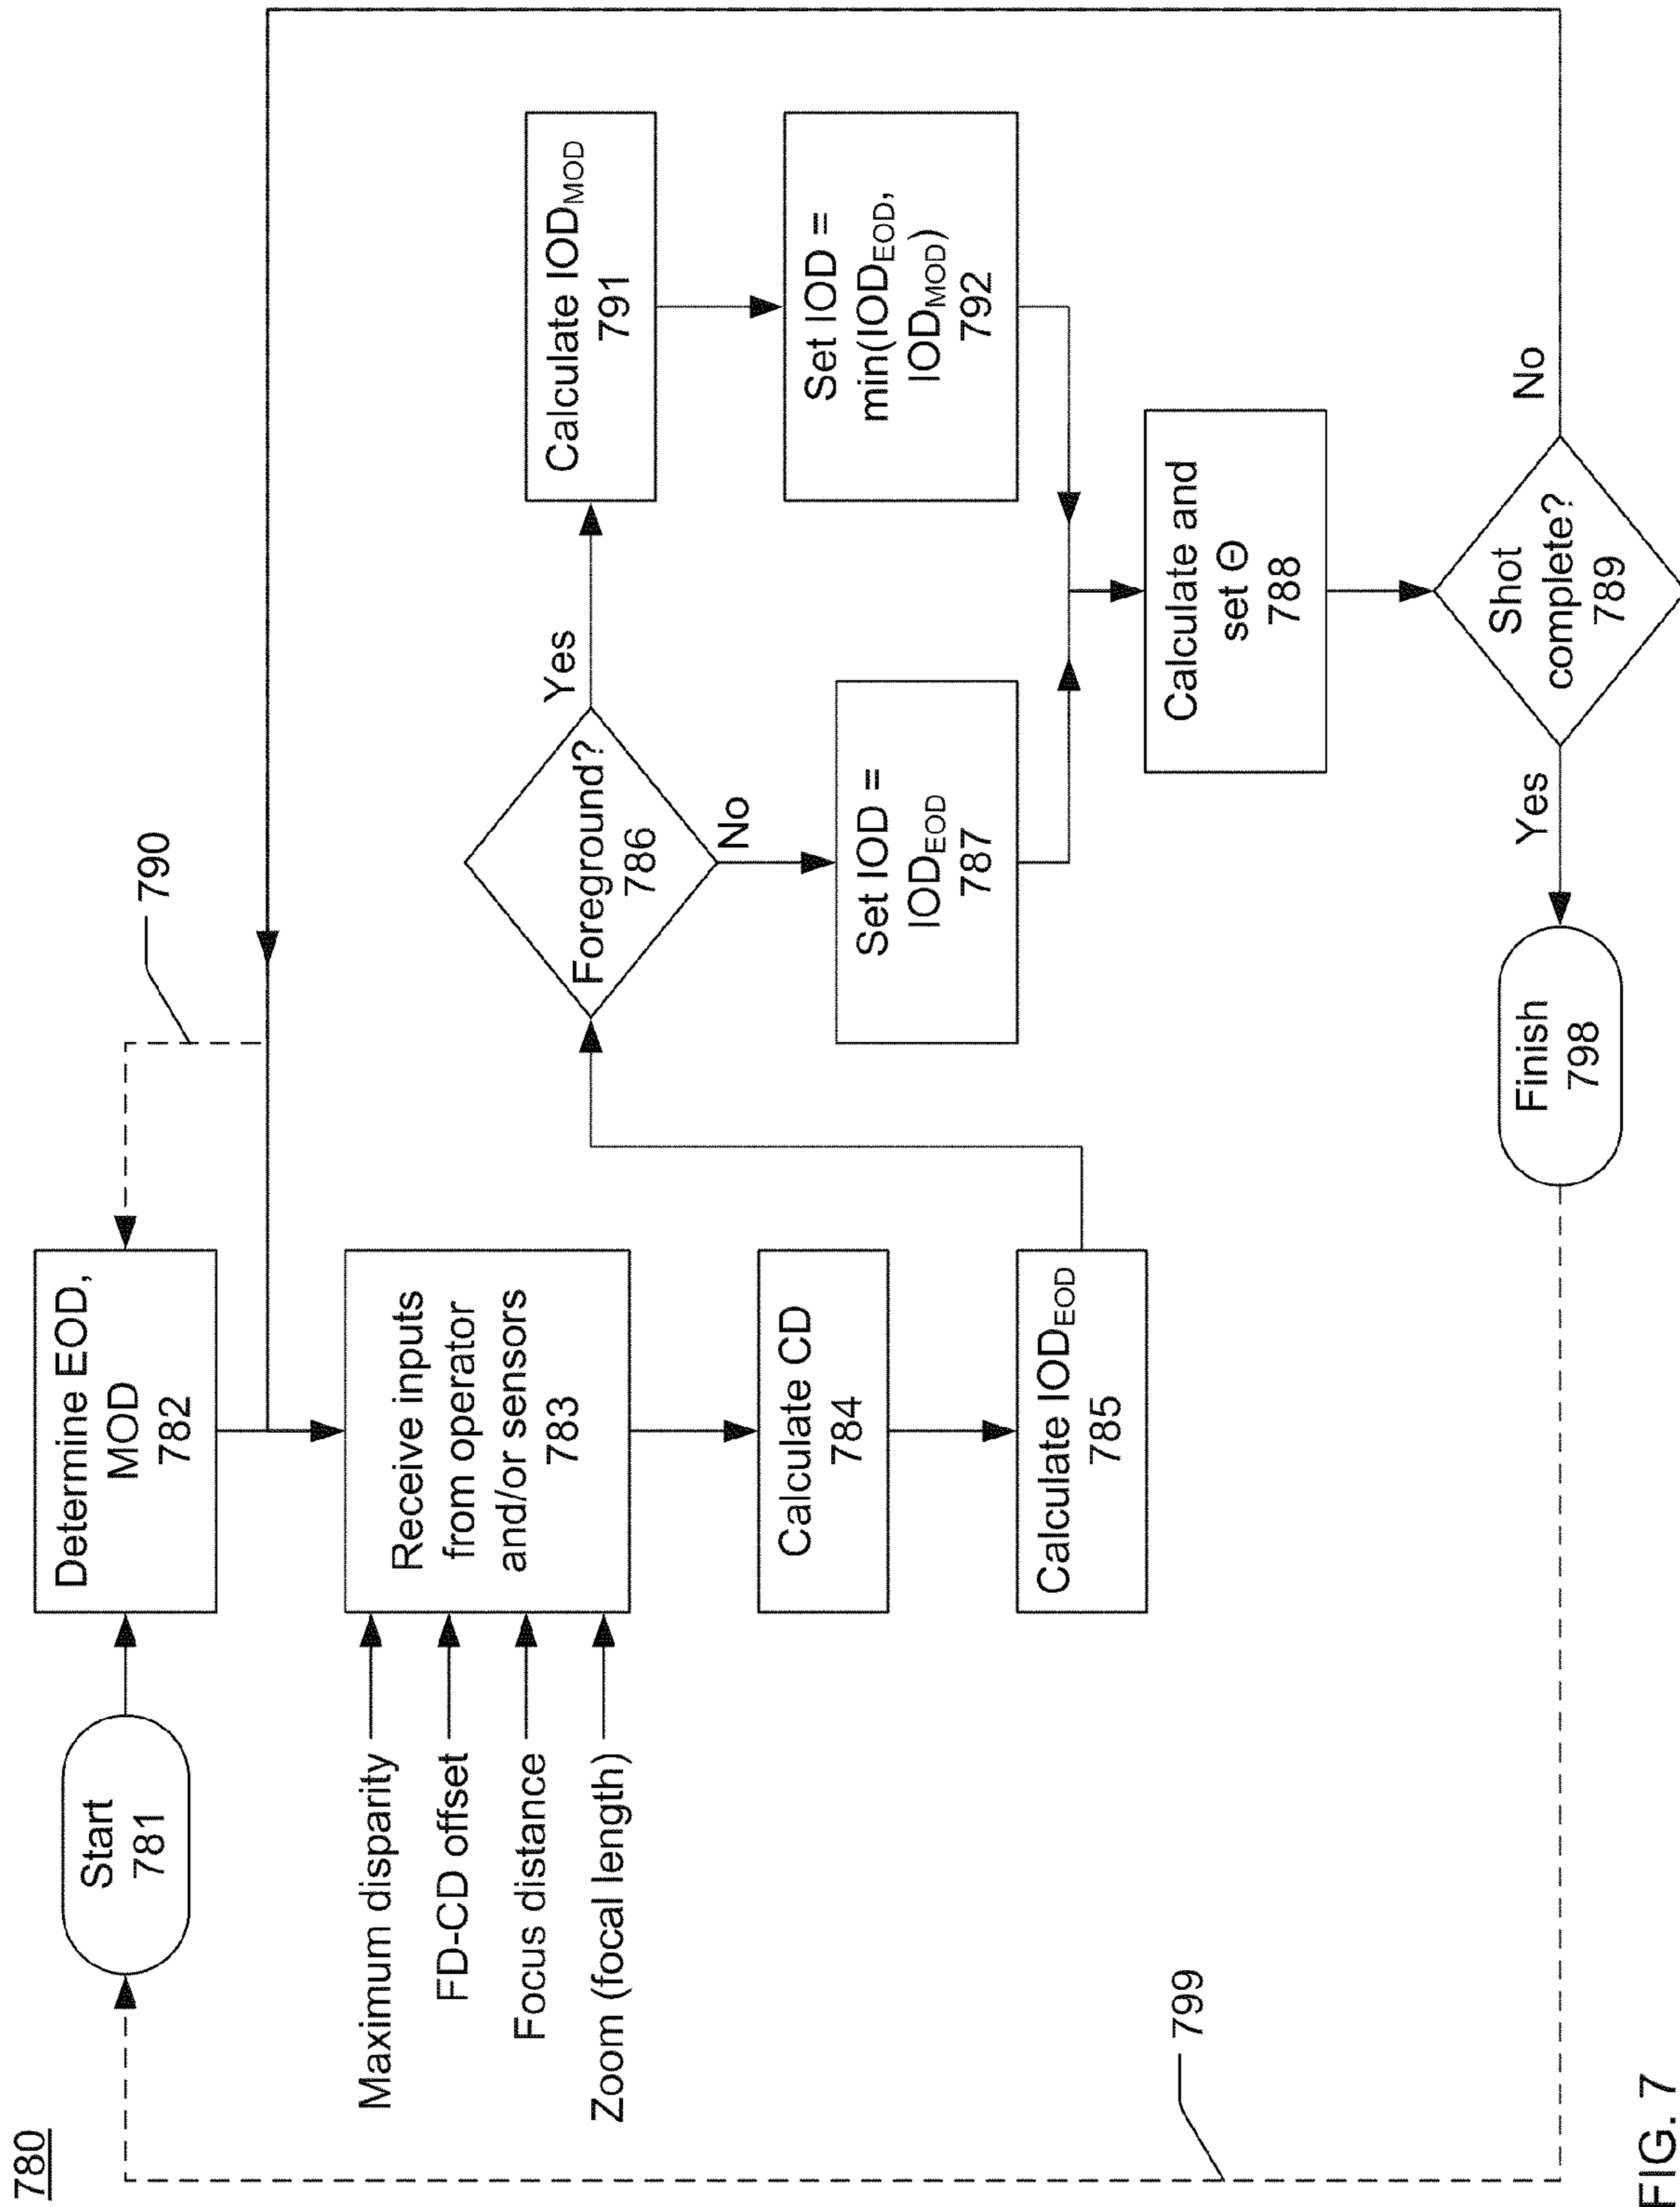 780
Start
781
Determine EOD,
MOD
782
790
Maximum disparity
FD-CD offset
Focus distance
Zoom (focal length)
Receive inputs
from operator
and/or sensors
783
Calculate CD
784
Calculate IOD_EOD
785
Foreground?
786
Yes
No
Calculate IOD_MOD
791
Set IOD =
min(IOD_EOD,
IOD_MOD)
792
Set IOD =
IOD_EOD
787
Calculate and
set Θ
788
Shot
complete?
789
No
Yes
Finish
798
799
FIG. 7